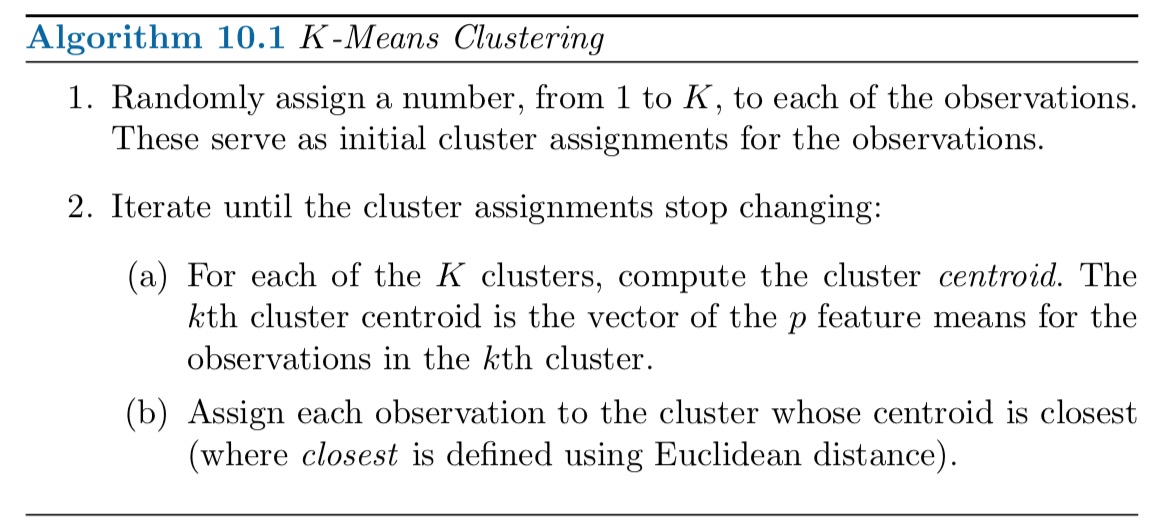 Algorithm 10.1 K-Means Clustering
1. Randomly assign a number, from 1 to K, to each of the observations.
These serve as initial cluster assignments for the observations.
2. Iterate until the cluster assignments stop changing:
(a) For each of the K clusters, compute the cluster centroid. The
kth cluster centroid is the vector of the p feature means for the
observations in the kth cluster.
(b) Assign each observation to the cluster whose centroid is closest
(where closest is defined using Euclidean distance).